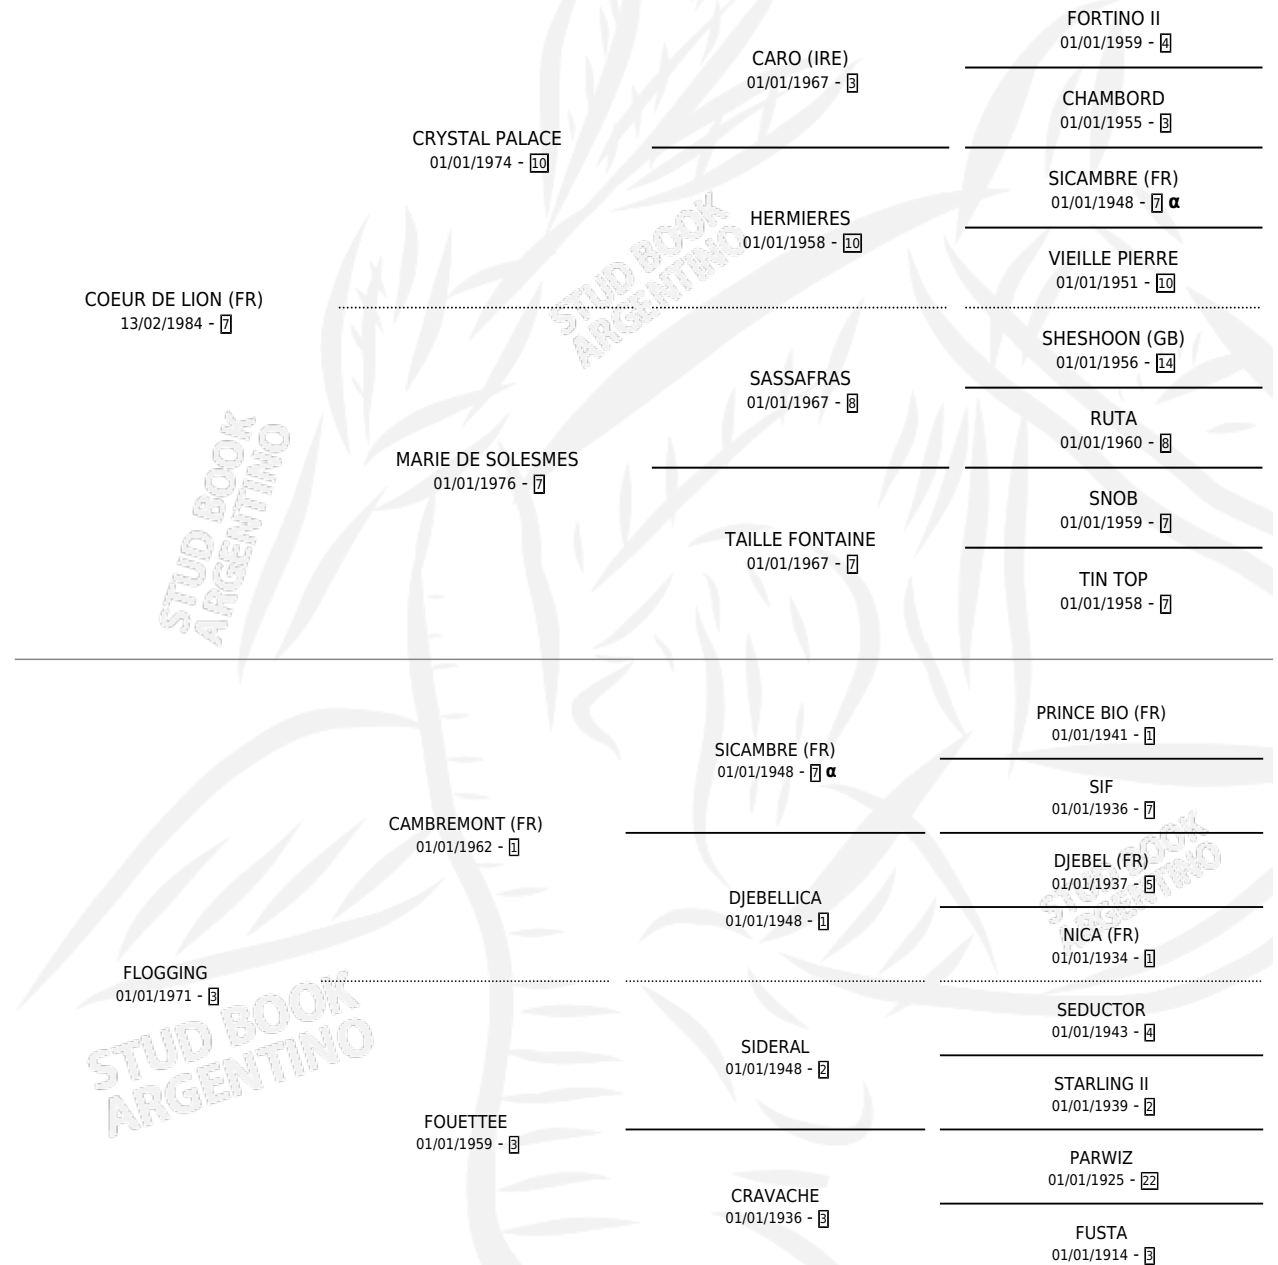 FORTINO II
01/01/1959 - 4
CARO (IRE)
01/01/1967 - 3
CHAMBORD
01/01/1955 - 3
CRYSTAL PALACE
01/01/1974 - 10
SICAMBRE (FR)
01/01/1948 - 7 α
HERMIERES
01/01/1958 - 10
VIEILLE PIERRE
01/01/1951 - 10
COEUR DE LION (FR)
13/02/1984 - 7
SHESHOON (GB)
01/01/1956 - 14
SASSAFRAS
01/01/1967 - 8
RUTA
01/01/1960 - 8
MARIE DE SOLESMES
01/01/1976 - 7
SNOB
01/01/1959 - 7
TAILLE FONTAINE
01/01/1967 - 7
TIN TOP
01/01/1958 - 7
PRINCE BIO (FR)
01/01/1941 - 1
SICAMBRE (FR)
01/01/1948 - 7 α
SIF
01/01/1936 - 7
CAMBREMONT (FR)
01/01/1962 - 1
DJEBEL (FR)
01/01/1937 - 5
DJEBELLICA
01/01/1948 - 1
NICA (FR)
01/01/1934 - 1
FLOGGING
01/01/1971 - 3
SEDUCTOR
01/01/1943 - 4
SIDERAL
01/01/1948 - 2
STARLING II
01/01/1939 - 2
FOUETTEE
01/01/1959 - 3
PARWIZ
01/01/1925 - 22
CRAVACHE
01/01/1936 - 3
FUSTA
01/01/1914 - 3
STUD BOOK
ARGENTINO
STUD BOOK
ARGENTINO
STUD BOOK
ARGENTINO
STUD BOOK
ARGENTINO